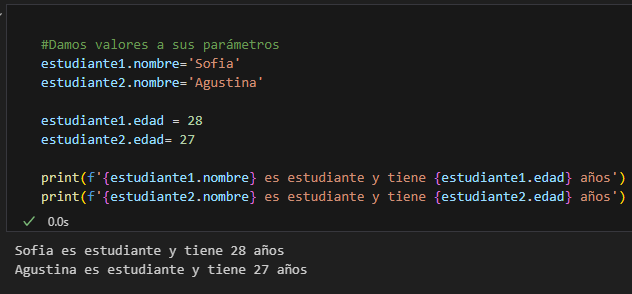 #Damos valores a sus parámetros
estudiante1.nombre='Sofia'
estudiante2.nombre='Agustina'
estudiante1.edad = 28
estudiante2.edad= 27
print(f'{estudiante1.nombre} es estudiante y tiene {estudiante1.edad} años')
print(f'{estudiante2.nombre} es estudiante y tiene {estudiante2.edad} años')
0.0s
Sofia es estudiante y tiene 28 años
Agustina es estudiante y tiene 27 años